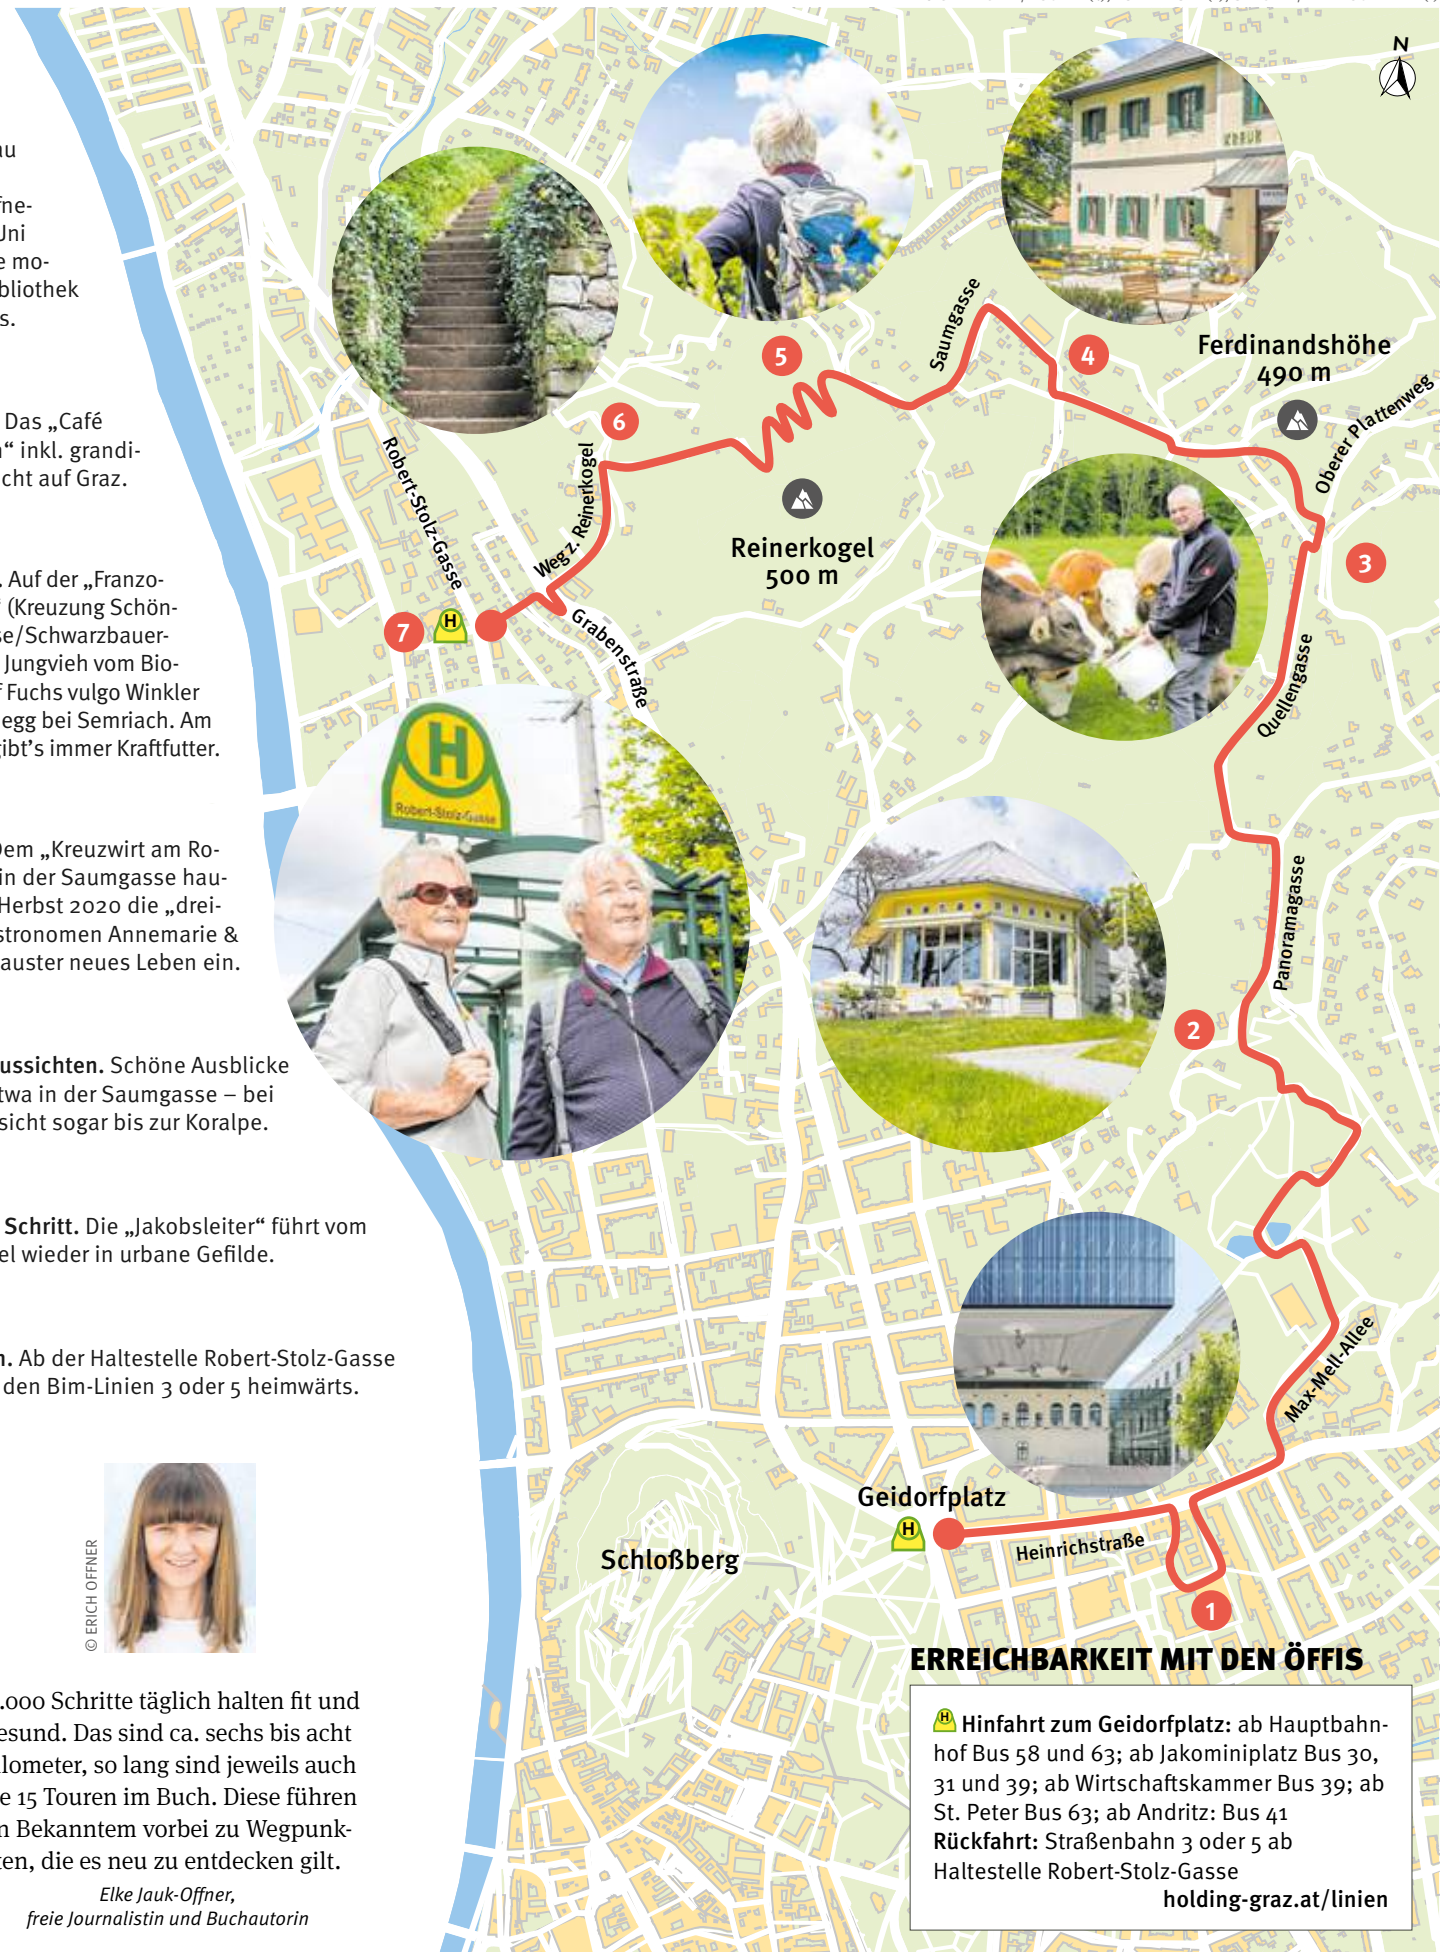 au
fne-
Uni
e mo-
bliothek
s.
Das „Café
“ inkl. grandi-
cht auf Graz.
. Auf der „Franzo-
“ (Kreuzung Schön-
se/Schwarzbauer-
Jungvieh vom Bio-
f Fuchs vulgo Winkler
egg bei Semriach. Am
gibt’s immer Kraftfutter.
Dem „Kreuzwirt am Ro-
in der Saumgasse hau-
Herbst 2020 die „drei-
stronomen Annemarie &
auster neues Leben ein.
ussichten. Schöne Ausblicke
twa in der Saumgasse – bei
sicht sogar bis zur Koralpe.
Schritt. Die „Jakobsleiter“ führt vom
el wieder in urbane Gefilde.
n. Ab der Haltestelle Robert-Stolz-Gasse
den Bim-Linien 3 oder 5 heimwärts.
© ERICH OFFNER
.000 Schritte täglich halten fit und
esund. Das sind ca. sechs bis acht
lometer, so lang sind jeweils auch
e 15 Touren im Buch. Diese führen
n Bekanntem vorbei zu Wegpunk-
ten, die es neu zu entdecken gilt.
Elke Jauk-Offner,
freie Journalistin und Buchautorin
N
5
Saumgasse
4
Ferdinandshöhe
490 m
Oberer Plattenweg
6
Robert-Stolz-Gasse
Weg z. Reinerkogel
Reinerkogel
500 m
3
7
H
Grabenstraße
Quellengasse
H
Robert-Stolz-Gasse
Panoramagasse
2
Max-Mell-Allee
Geidorfplatz
H
Heinrichstraße
Schloßberg
1
ERREICHBARKEIT MIT DEN ÖFFIS
H Hinfahrt zum Geidorfplatz: ab Hauptbahn-
hof Bus 58 und 63; ab Jakominiplatz Bus 30,
31 und 39; ab Wirtschaftskammer Bus 39; ab
St. Peter Bus 63; ab Andritz: Bus 41
Rückfahrt: Straßenbahn 3 oder 5 ab
Haltestelle Robert-Stolz-Gasse
holding-graz.at/linien